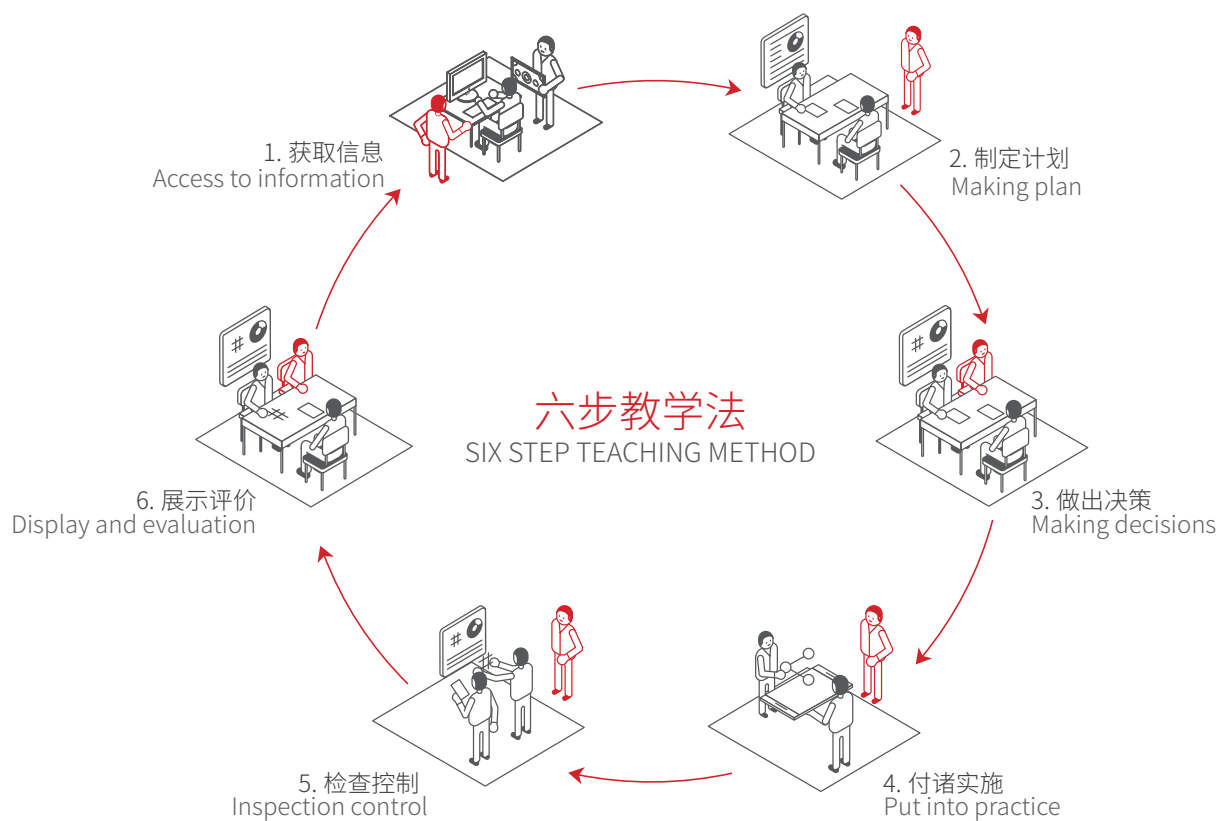 1. 获取信息
Access to information
2. 制定计划
Making plan
六步教学法
SIX STEP TEACHING METHOD
3. 做出决策
Making decisions
6. 展示评价
Display and evaluation
4. 付诸实施
Put into practice
5. 检查控制
Inspection control